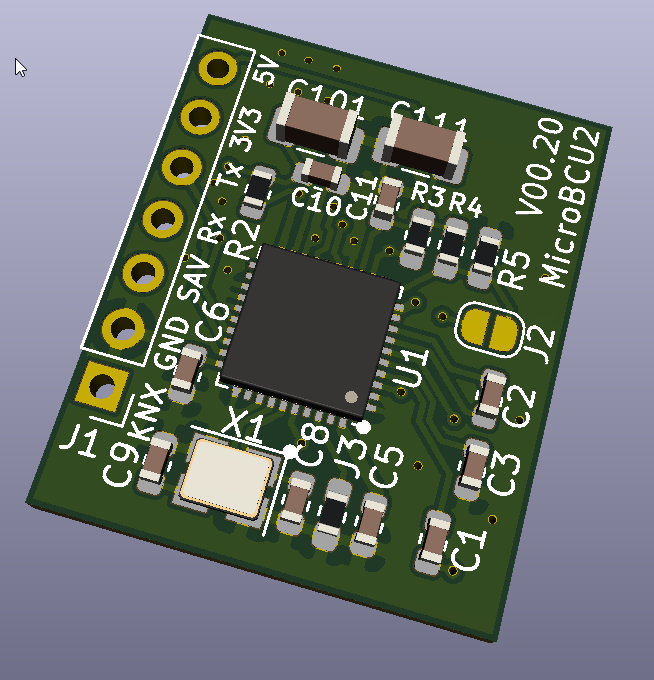 5V
C101
C111
3V3
V00.20
MicroBCU2
Tx
C10
C11
R3
R4
Rx
R2
R5
SAV
GND
C6
J2
U1
KNX
X1
C2
J1
C9
C8
J3
C5
C3
C1